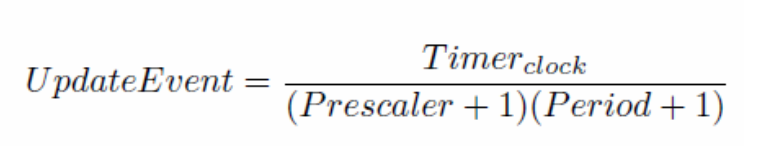 UpdateEvent = Timer_clock / (Prescaler + 1)(Period + 1)